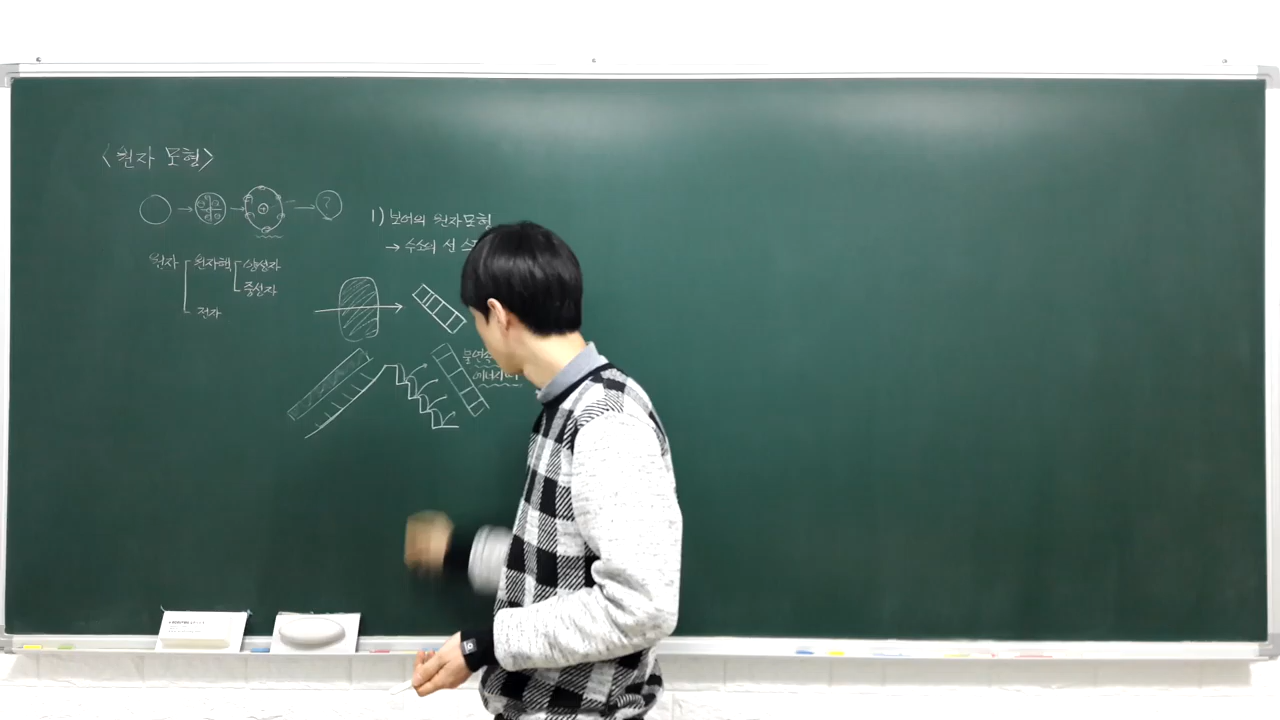 <원자 모형>
?
원자 원자핵 양성자
중성자
전자
1) 보어의 원자모형
→ 수소의 선
불연속
에너지